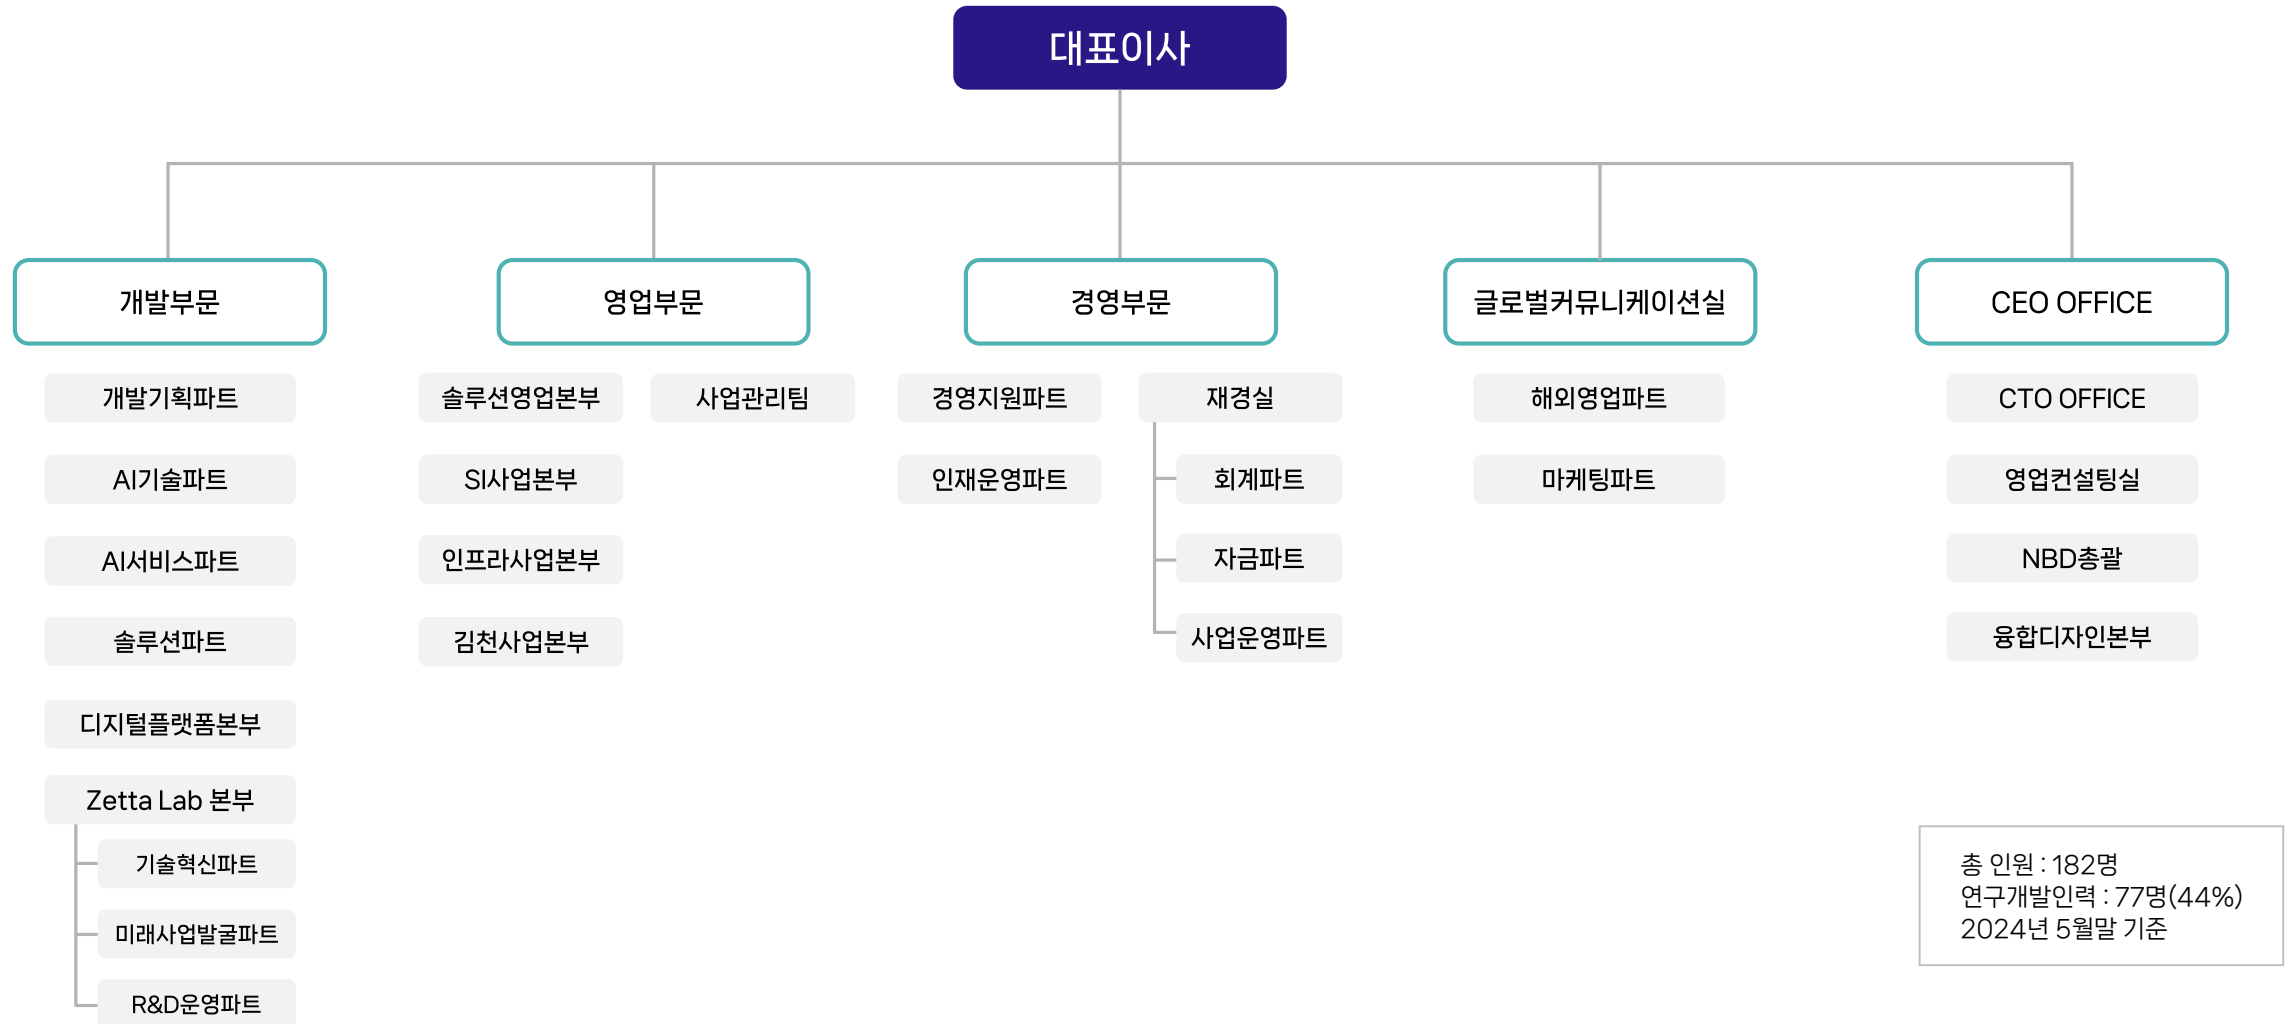 대표이사
개발부문
영업부문
경영부문
글로벌커뮤니케이션실
CEO OFFICE
개발기획파트
AI기술파트
AI서비스파트
솔루션파트
디지털플랫폼본부
Zetta Lab 본부
기술혁신파트
미래사업발굴파트
R&D운영파트
솔루션영업본부
SI사업본부
인프라사업본부
김천사업본부
사업관리팀
경영지원파트
인재운영파트
재경실
회계파트
자금파트
사업운영파트
해외영업파트
마케팅파트
CTO OFFICE
영업컨설팅실
NBD총괄
융합디자인본부
총 인원 : 182명
연구개발인력 : 77명(44%)
2024년 5월말 기준